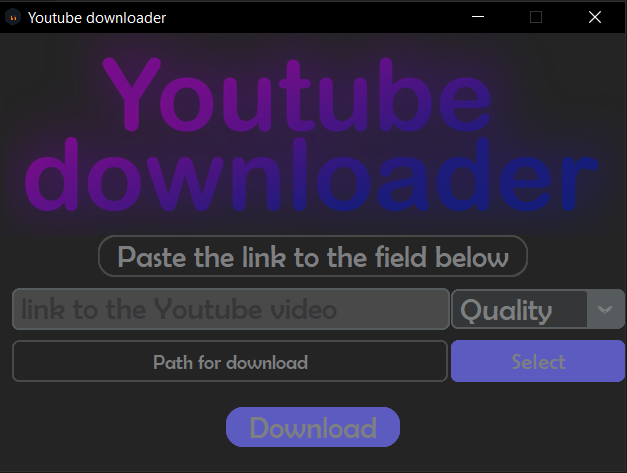 Youtube downloader
Youtube
downloader
Paste the link to the field below
link to the Youtube video
Quality
Path for download
Select
Download